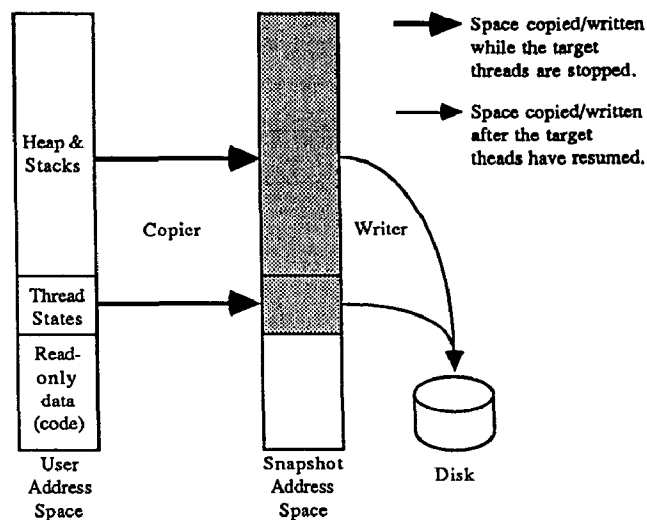 Space copied/written
while the target
threads are stopped.
Space copied/written
after the target
theads have resumed.
Heap &
Stacks
Copier
Writer
Thread
States
Read-
only
data
(code)
User
Address
Space
Snapshot
Address
Space
Disk